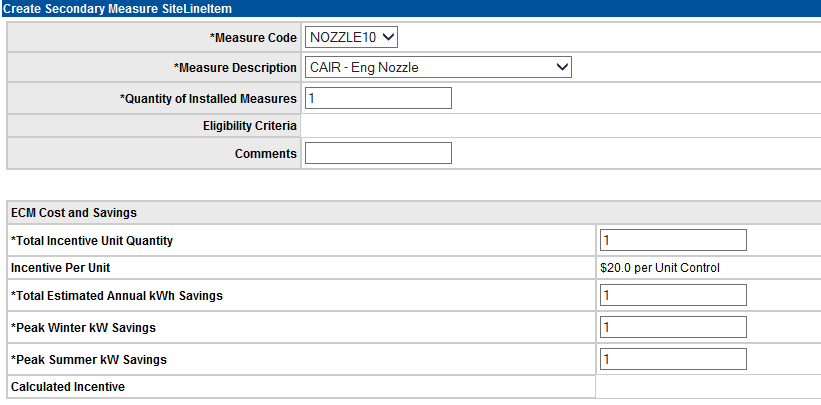 Create Secondary Measure SiteLineItem
*Measure Code NOZZLE10
*Measure Description CAIR - Eng Nozzle
*Quantity of Installed Measures 1
Eligibility Criteria
Comments
ECM Cost and Savings
*Total Incentive Unit Quantity 1
Incentive Per Unit $20.0 per Unit Control
*Total Estimated Annual kWh Savings 1
*Peak Winter kW Savings 1
*Peak Summer kW Savings 1
Calculated Incentive